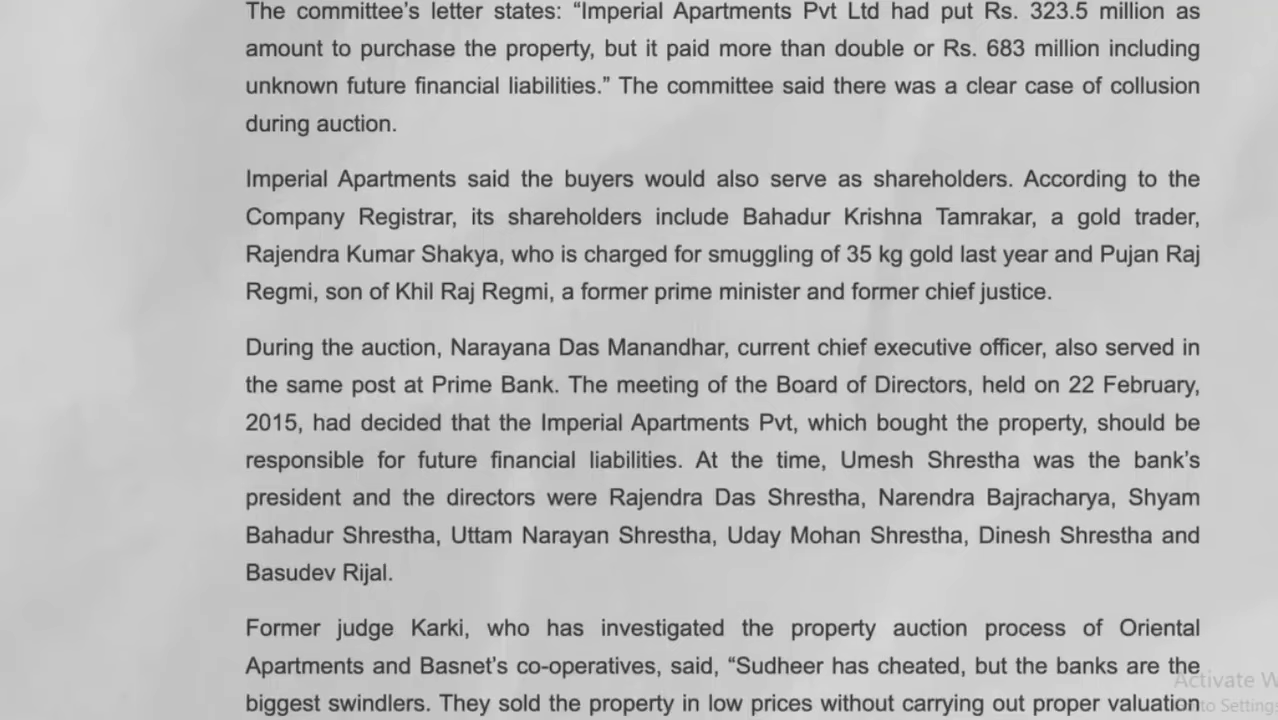 The committee’s letter states: “Imperial Apartments Pvt Ltd had put Rs. 323.5 million as
amount to purchase the property, but it paid more than double or Rs. 683 million including
unknown future financial liabilities.” The committee said there was a clear case of collusion
during auction.
Imperial Apartments said the buyers would also serve as shareholders. According to the
Company Registrar, its shareholders include Bahadur Krishna Tamrakar, a gold trader,
Rajendra Kumar Shakya, who is charged for smuggling of 35 kg gold last year and Pujan Raj
Regmi, son of Khil Raj Regmi, a former prime minister and former chief justice.
During the auction, Narayana Das Manandhar, current chief executive officer, also served in
the same post at Prime Bank. The meeting of the Board of Directors, held on 22 February,
2015, had decided that the Imperial Apartments Pvt, which bought the property, should be
responsible for future financial liabilities. At the time, Umesh Shrestha was the bank’s
president and the directors were Rajendra Das Shrestha, Narendra Bajracharya, Shyam
Bahadur Shrestha, Uttam Narayan Shrestha, Uday Mohan Shrestha, Dinesh Shrestha and
Basudev Rijal.
Former judge Karki, who has investigated the property auction process of Oriental
Apartments and Basnet’s co-operatives, said, “Sudheer has cheated, but the banks are the
biggest swindlers. They sold the property in low prices without carrying out proper valuation
Activate W
to Settings